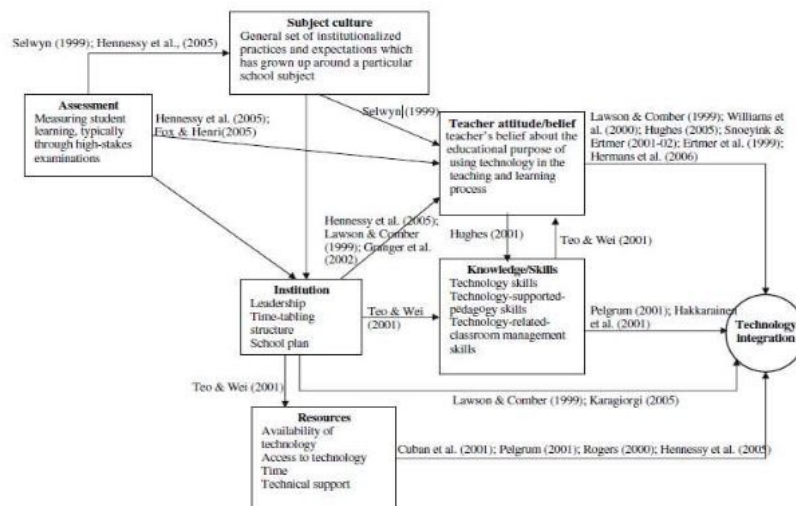 Subject culture
General set of institutionalized
practices and expectations which
has grown up around a particular
school subject
Selwyn (1999); Hennessy et al., (2005)
Assessment
Measuring student
learning, typically
through high-stakes
examinations
Hennessy et al. (2005);
Fox & Henri(2005)
Selwyn (1999)
Teacher attitude/belief
teacher's belief about the
educational purpose of
using technology in the
teaching and learning
process
Lawson & Comber (1999); Williams
et al. (2000); Hughes (2005); Snoeyink &
Ertmer (2001-02); Ertmer et al. (1999);
Hermans et al. (2006)
Hennessy et al. (2005);
Lawson & Comber
(1999); Granger et al.
(2002)
Hughes (2001)
Teo & Wei (2001)
Institution
Leadership
Time-tabling
structure
School plan
Teo & Wei
(2001)
Knowledge/Skills
Technology skills
Technology-supported-
pedagogy skills
Technology-related-
classroom management
skills
Pelgrum (2001); Hakkarainen
et al. (2001)
Technology
integration
Teo & Wei (2001)
Lawson & Comber (1999); Karagiorgi (2005)
Resources
Availability of
technology
Access to technology
Time
Technical support
Cuban et al. (2001); Pelgrum (2001); Rogers (2000); Hennessy et al. (2005)